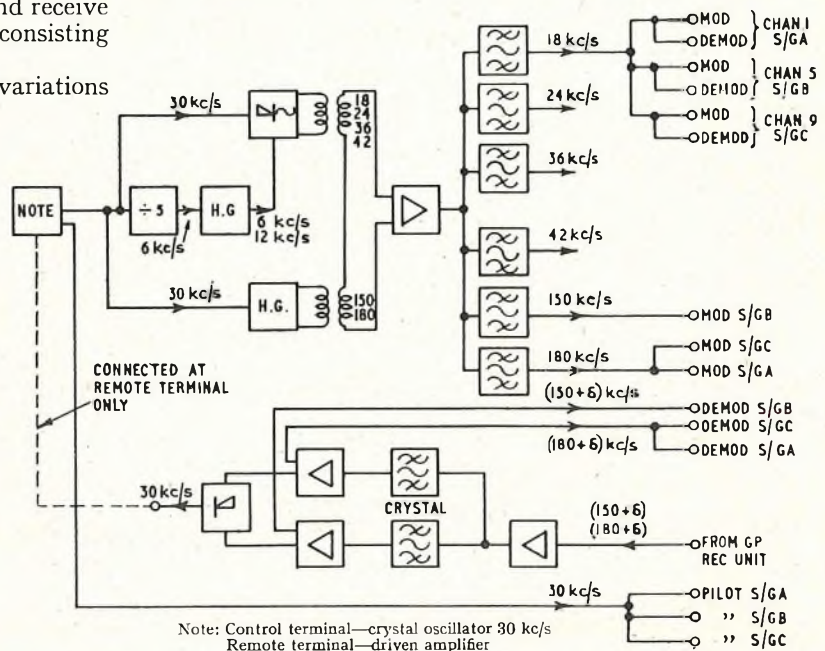 nd receive
consisting
variations
30 kc/s
18
24
36
42
NOTE
÷ 5
H.G
6 kc/s
6 kc/s
12 kc/s
30 kc/s
H.G.
150
180
18 kc/s
24 kc/s
36 kc/s
42 kc/s
150 kc/s
180 kc/s
MOD
DEMOD
CHAN 1
S/GA
MOD
DEMOD
CHAN 5
S/GB
MOD
DEMOD
CHAN 9
S/GC
MOD S/GB
MOD S/GC
MOD S/GA
CONNECTED AT
REMOTE TERMINAL
ONLY
(150+δ) kc/s
DEMOD S/GB
DEMOD S/GC
(180+δ) kc/s
DEMOD S/GA
30 kc/s
CRYSTAL
(150+δ)
(180+δ)
FROM GP
REC UNIT
30 kc/s
PILOT S/GA
" S/GB
" S/GC
Note: Control terminal—crystal oscillator 30 kc/s
Remote terminal—driven amplifier